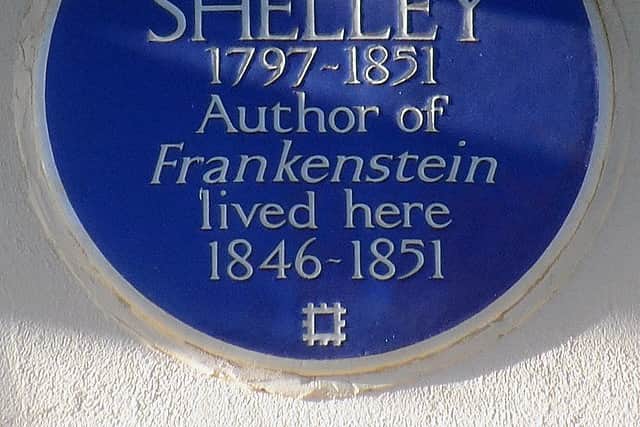 SHELLEY
1797~1851
Author of
Frankenstein
lived here
1846~1851